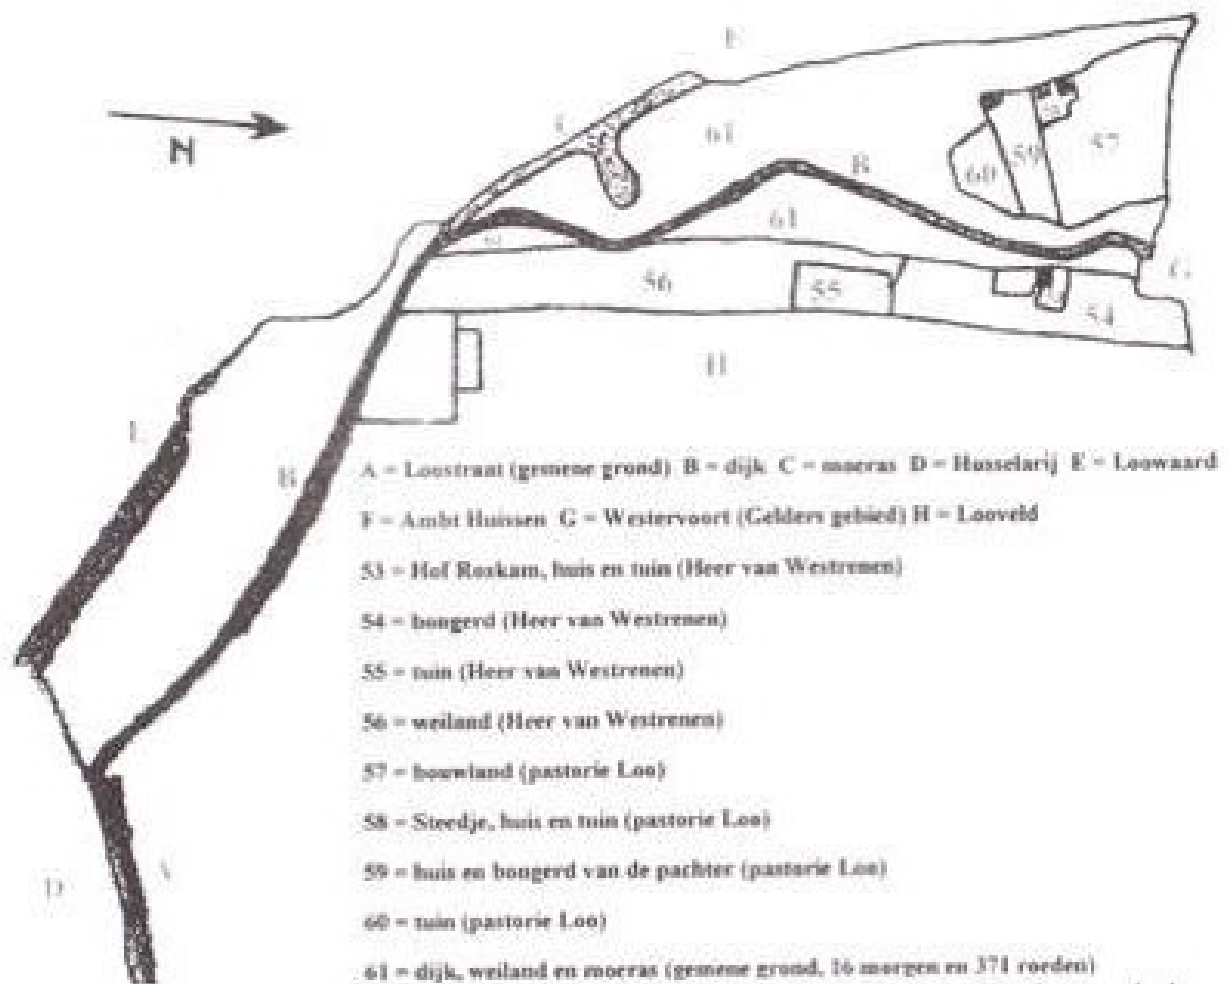 F
N
C
61
57
59
60
B
61
G
56
55
54
H
B
A = Loostraat (gemene grond) B = dijk C = moeras D = Husselarij E = Loowaard
F = Ambt Huissen G = Westervoort (Gelders gebied) H = Looveld
53 = Hof Roskam, huis en tuin (Heer van Westrenen)
54 = bongerd (Heer van Westrenen)
55 = tuin (Heer van Westrenen)
56 = weiland (Heer van Westrenen)
57 = bouwland (pastorie Loo)
58 = Steedje, huis en tuin (pastorie Loo)
59 = huis en bongerd van de pachter (pastorie Loo)
D
60 = tuin (pastorie Loo)
61 = dijk, weiland en moeras (gemene grond, 16 morgen en 371 roeden)